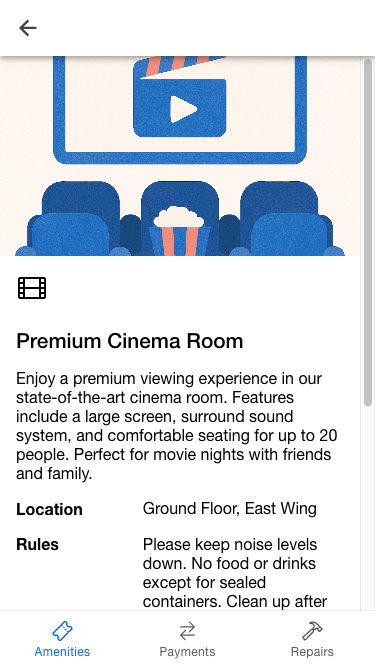 Premium Cinema Room
Enjoy a premium viewing experience in our
state-of-the-art cinema room. Features
include a large screen, surround sound
system, and comfortable seating for up to 20
people. Perfect for movie nights with friends
and family.
Location
Ground Floor, East Wing
Rules
Please keep noise levels
down. No food or drinks
except for sealed
containers. Clean up after
Amenities
Payments
Repairs